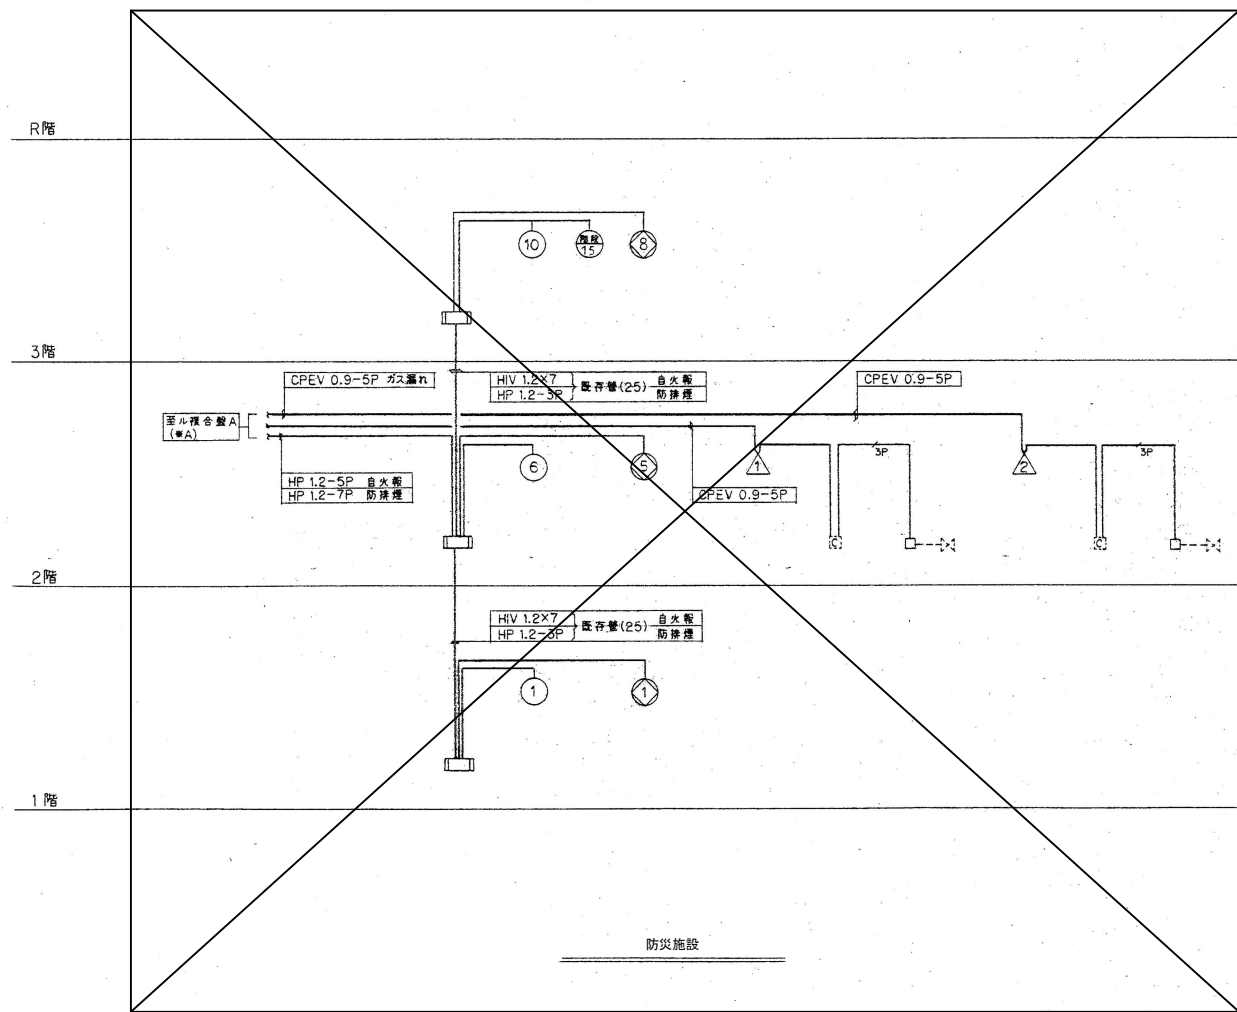 R階
10
階段
15
8
3階
CPEV 0.9-5P ガス漏れ
HIV 1.2×7
HP 1.2-3P
既存管(25)
自火報
防排煙
CPEV 0.9-5P
至ル複合盤A
(※A)
6
5
1
3P
2
3P
HP 1.2-5P 自火報
HP 1.2-7P 防排煙
CPEV 0.9-5P
C
C
2階
HIV 1.2×7
HP 1.2-3P
既存管(25)
自火報
防排煙
1
1
1階
防災施設